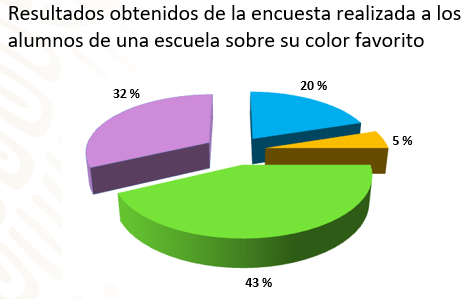 Resultados obtenidos de la encuesta realizada a los
alumnos de una escuela sobre su color favorito
32 %
20 %
5 %
43 %